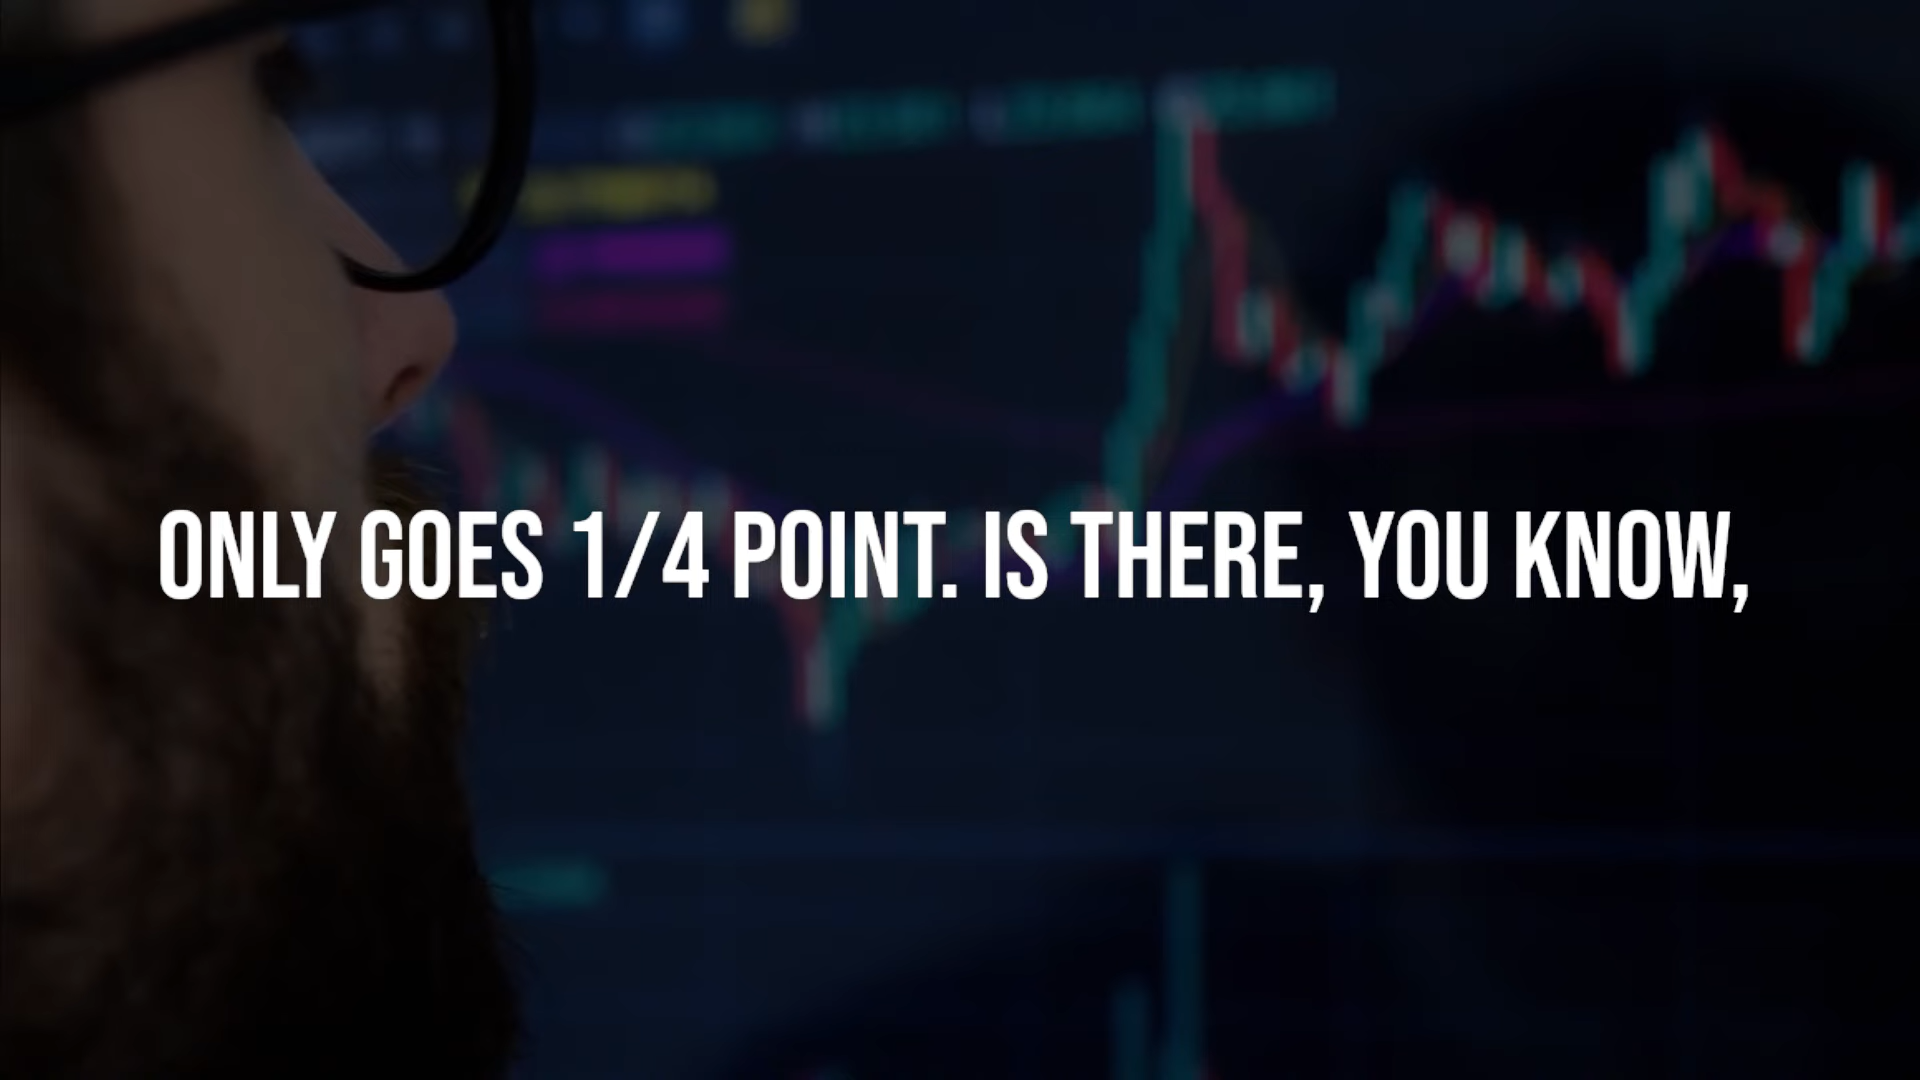 ONLY GOES 1/4 POINT. IS THERE, YOU KNOW,